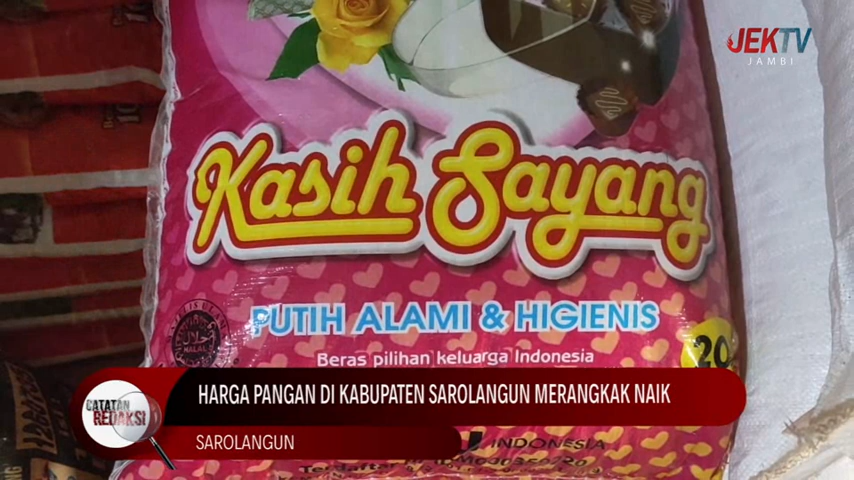 JEKTV
JAMBI
Kasih Sayang
PUTIH ALAMI & HIGIENIS
Beras pilihan keluarga Indonesia
HALAL
20
CATATAN
REDAKSI
HARGA PANGAN DI KABUPATEN SAROLANGUN MERANGKAK NAIK
SAROLANGUN
INDONESIA